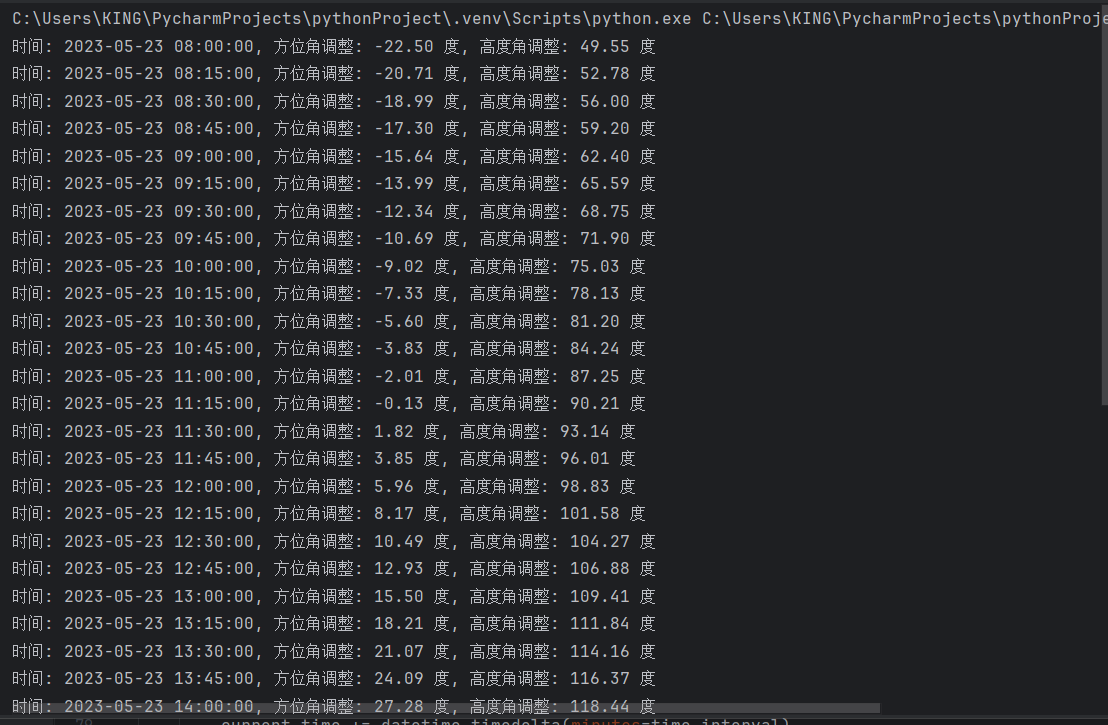 C:\Users\KING\PycharmProjects\pythonProject\.venv\Scripts\python.exe C:\Users\KING\PycharmProjects\pythonProje
时间: 2023-05-23 08:00:00, 方位角调整: -22.50 度, 高度角调整: 49.55 度
时间: 2023-05-23 08:15:00, 方位角调整: -20.71 度, 高度角调整: 52.78 度
时间: 2023-05-23 08:30:00, 方位角调整: -18.99 度, 高度角调整: 56.00 度
时间: 2023-05-23 08:45:00, 方位角调整: -17.30 度, 高度角调整: 59.20 度
时间: 2023-05-23 09:00:00, 方位角调整: -15.64 度, 高度角调整: 62.40 度
时间: 2023-05-23 09:15:00, 方位角调整: -13.99 度, 高度角调整: 65.59 度
时间: 2023-05-23 09:30:00, 方位角调整: -12.34 度, 高度角调整: 68.75 度
时间: 2023-05-23 09:45:00, 方位角调整: -10.69 度, 高度角调整: 71.90 度
时间: 2023-05-23 10:00:00, 方位角调整: -9.02 度, 高度角调整: 75.03 度
时间: 2023-05-23 10:15:00, 方位角调整: -7.33 度, 高度角调整: 78.13 度
时间: 2023-05-23 10:30:00, 方位角调整: -5.60 度, 高度角调整: 81.20 度
时间: 2023-05-23 10:45:00, 方位角调整: -3.83 度, 高度角调整: 84.24 度
时间: 2023-05-23 11:00:00, 方位角调整: -2.01 度, 高度角调整: 87.25 度
时间: 2023-05-23 11:15:00, 方位角调整: -0.13 度, 高度角调整: 90.21 度
时间: 2023-05-23 11:30:00, 方位角调整: 1.82 度, 高度角调整: 93.14 度
时间: 2023-05-23 11:45:00, 方位角调整: 3.85 度, 高度角调整: 96.01 度
时间: 2023-05-23 12:00:00, 方位角调整: 5.96 度, 高度角调整: 98.83 度
时间: 2023-05-23 12:15:00, 方位角调整: 8.17 度, 高度角调整: 101.58 度
时间: 2023-05-23 12:30:00, 方位角调整: 10.49 度, 高度角调整: 104.27 度
时间: 2023-05-23 12:45:00, 方位角调整: 12.93 度, 高度角调整: 106.88 度
时间: 2023-05-23 13:00:00, 方位角调整: 15.50 度, 高度角调整: 109.41 度
时间: 2023-05-23 13:15:00, 方位角调整: 18.21 度, 高度角调整: 111.84 度
时间: 2023-05-23 13:30:00, 方位角调整: 21.07 度, 高度角调整: 114.16 度
时间: 2023-05-23 13:45:00, 方位角调整: 24.09 度, 高度角调整: 116.37 度
时间: 2023-05-23 14:00:00, 方位角调整: 27.28 度, 高度角调整: 118.44 度
current_time += datetime.timedelta(minutes=time_interval)